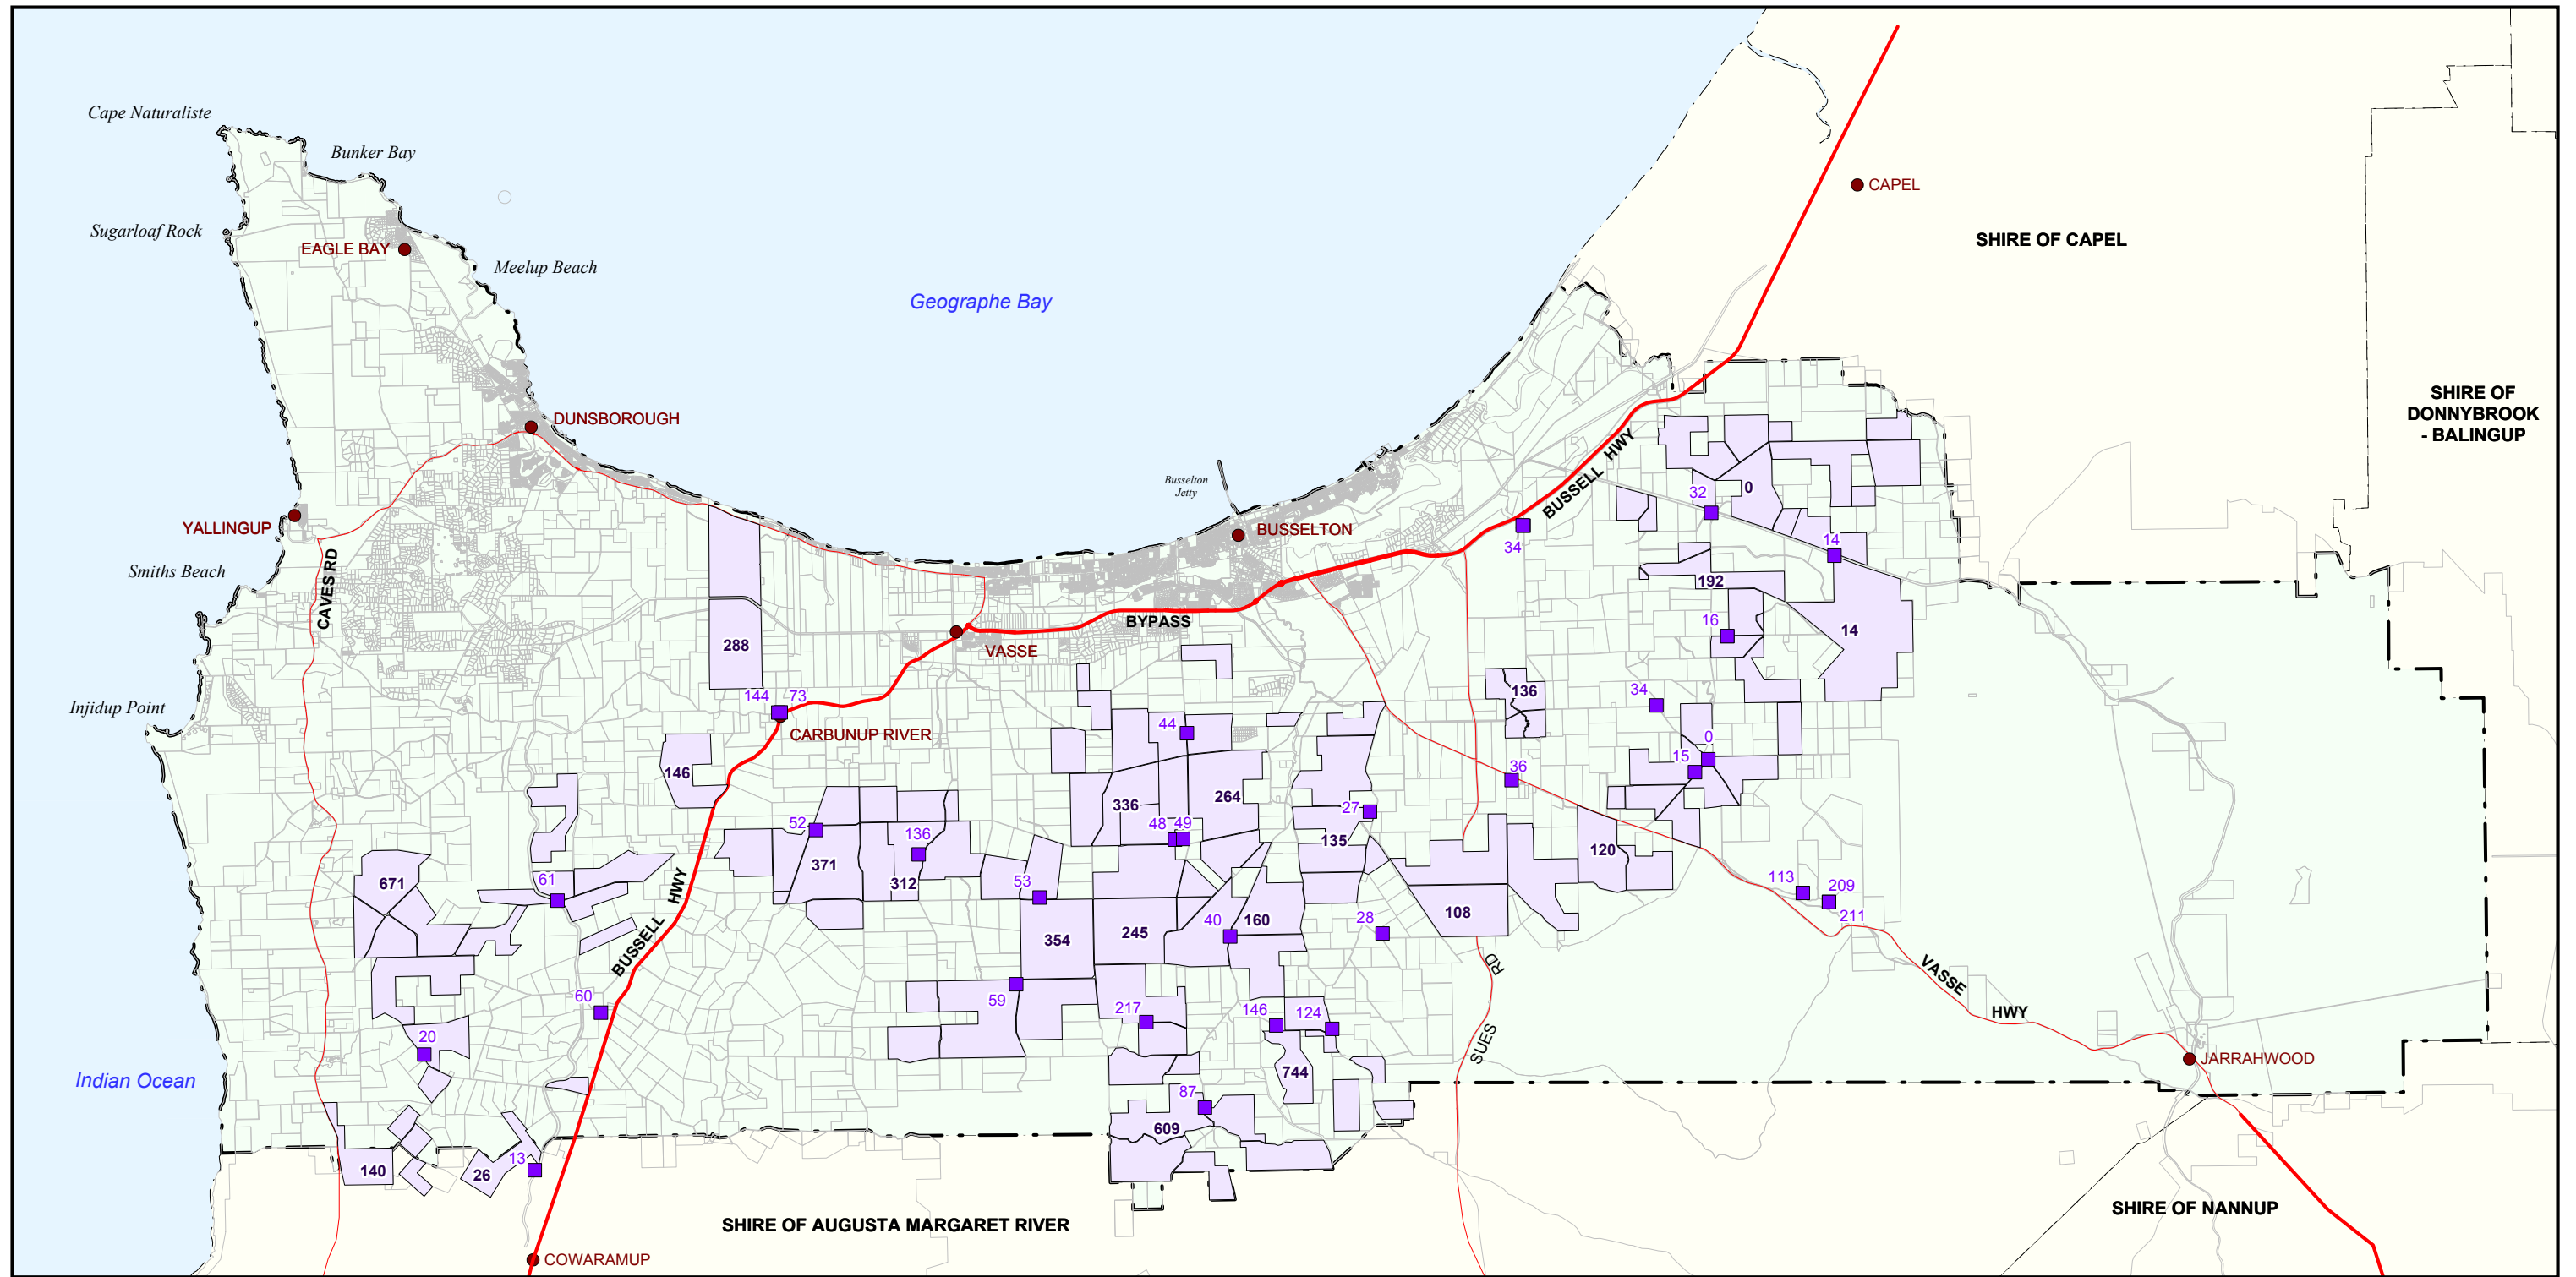 Cape Naturaliste
Bunker Bay
Sugarloaf Rock
EAGLE BAY
Meelup Beach
Geographe Bay
CAPEL
SHIRE OF CAPEL
SHIRE OF
DONNYBROOK
- BALINGUP
DUNSBOROUGH
YALLINGUP
Smiths Beach
CAVES RD
Busselton
Jetty
BUSSELTON
BUSSELL HWY
34
32
0
14
192
16
14
BYPASS
VASSE
288
144
73
CARBUNUP RIVER
Injidup Point
146
44
136
34
0
15
36
336
264
27
48
49
135
120
52
371
136
312
53
671
61
BUSSELL HWY
354
245
40
160
28
108
113
209
211
RD
VASSE
HWY
60
59
217
146
124
SUES
20
744
JARRAHWOOD
Indian Ocean
87
609
140
26
13
SHIRE OF AUGUSTA MARGARET RIVER
SHIRE OF NANNUP
COWARAMUP